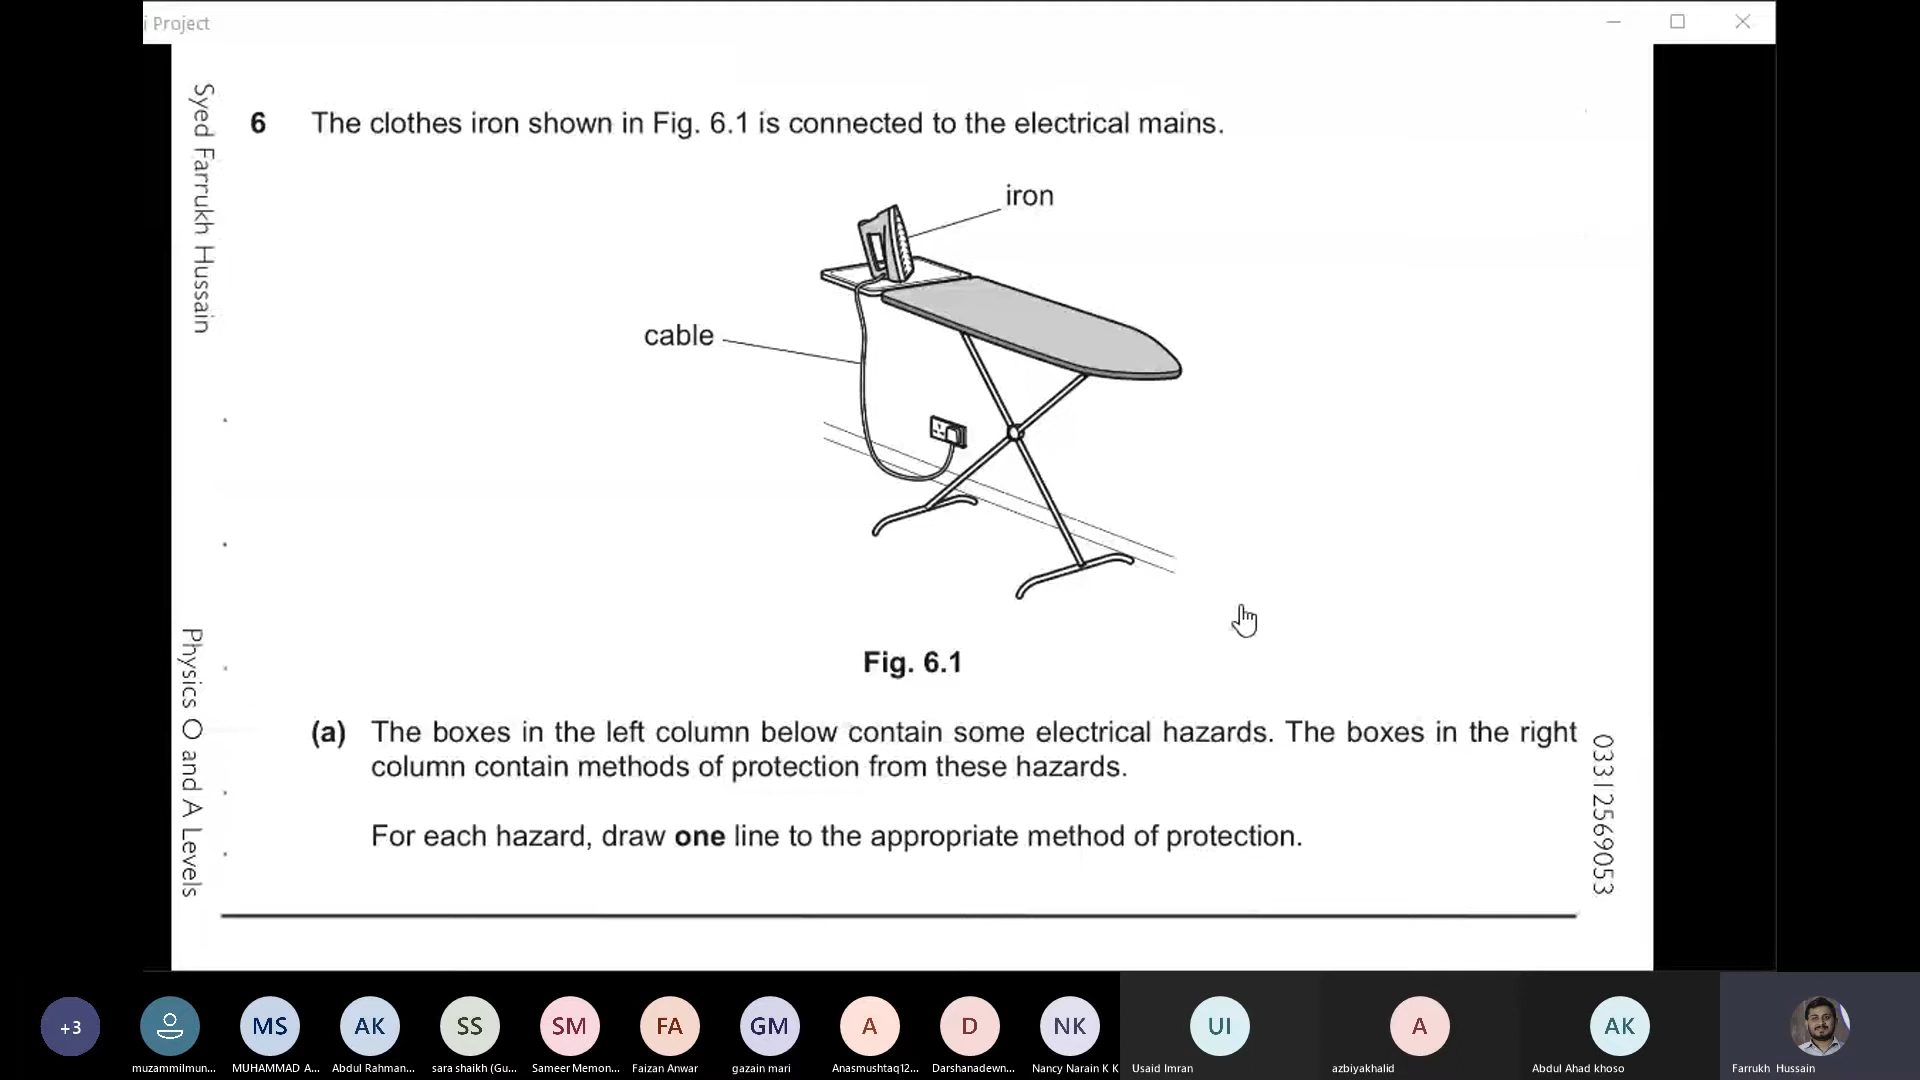 i Project
Syed Farrukh Hussain
6 The clothes iron shown in Fig. 6.1 is connected to the electrical mains.
iron
cable
Fig. 6.1
(a) The boxes in the left column below contain some electrical hazards. The boxes in the right
column contain methods of protection from these hazards.
For each hazard, draw one line to the appropriate method of protection.
Physics O and A Levels
03312569053
+3
MS
AK
SS
SM
FA
GM
A
D
NK
UI
A
AK
muzammilmun...
MUHAMMAD A...
Abdul Rahman...
sara shaikh (Gu...
Sameer Memon...
Faizan Anwar
gazain mari
Anasmushtaq12...
Darshanadewn...
Nancy Narain K K
Usaid Imran
azbiyakhalid
Abdul Ahad khoso
Farrukh Hussain